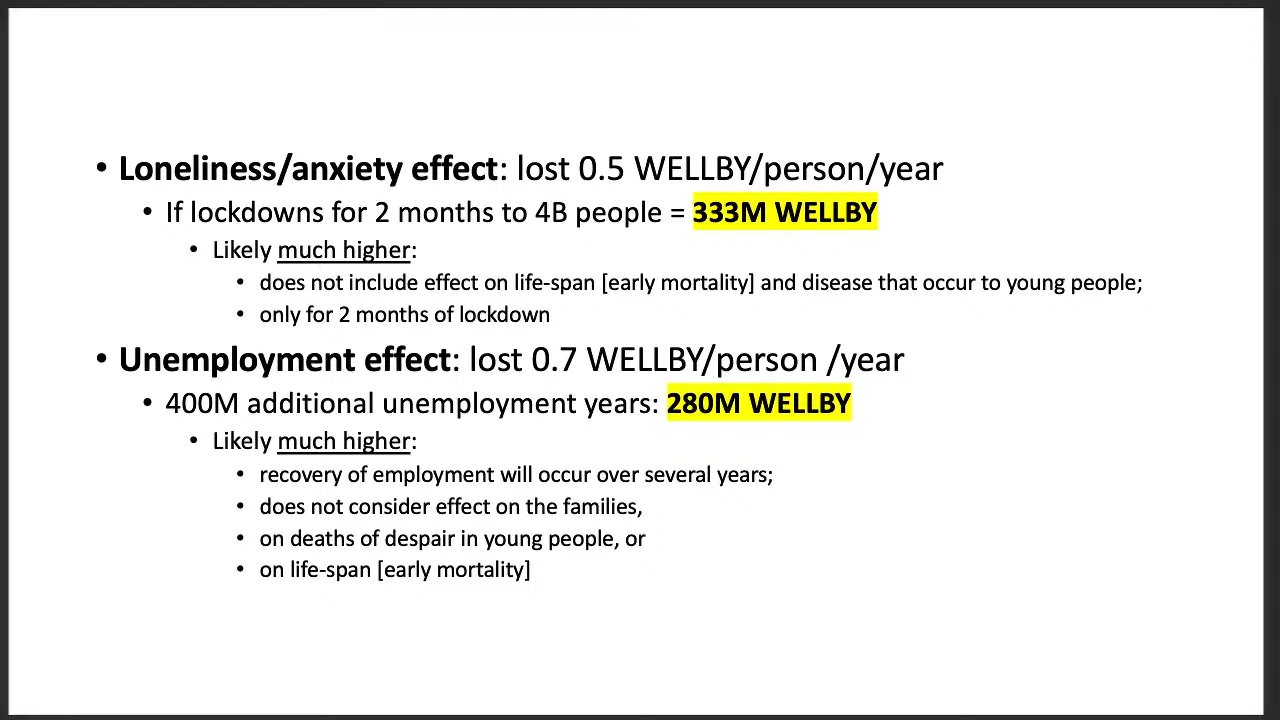 • Loneliness/anxiety effect: lost 0.5 WELLBY/person/year
• If lockdowns for 2 months to 4B people = 333M WELLBY
• Likely much higher:
• does not include effect on life-span [early mortality] and disease that occur to young people;
• only for 2 months of lockdown
• Unemployment effect: lost 0.7 WELLBY/person /year
• 400M additional unemployment years: 280M WELLBY
• Likely much higher:
• recovery of employment will occur over several years;
• does not consider effect on the families,
• on deaths of despair in young people, or
• on life-span [early mortality]